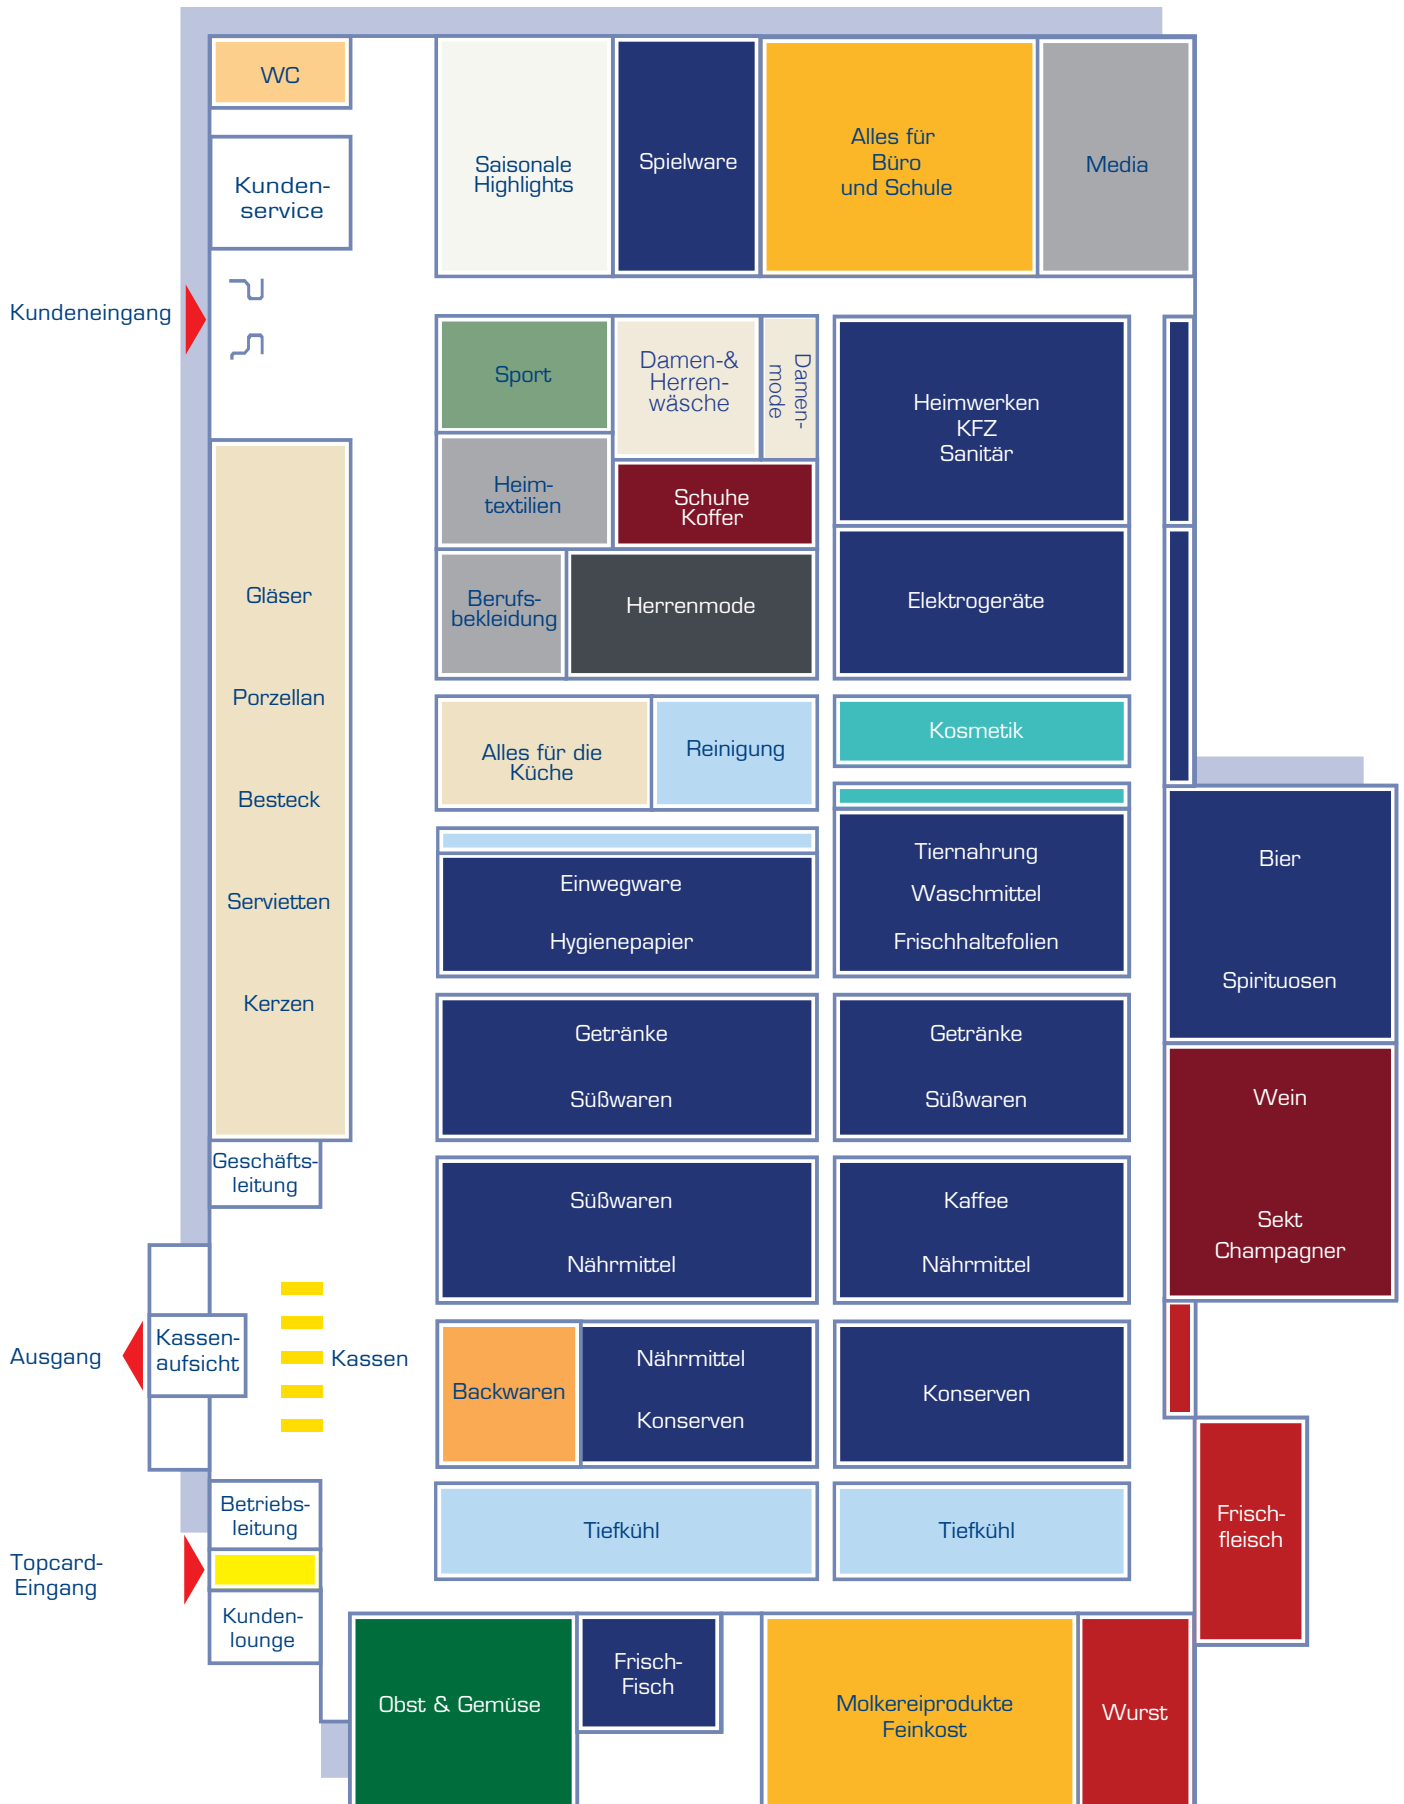 WC
Kunden-
service
Saisonale
Highlights
Spielware
Alles für
Büro
und Schule
Media
Kundeneingang
Sport
Damen-&
Herren-
wäsche
Damen-
mode
Heimwerken
KFZ
Sanitär
Heim-
textilien
Schuhe
Koffer
Berufs-
bekleidung
Herrenmode
Elektrogeräte
Gläser
Porzellan
Besteck
Servietten
Kerzen
Alles für die
Küche
Reinigung
Kosmetik
Einwegware
Hygienepapier
Tiernahrung
Waschmittel
Frischhaltefolien
Bier
Spirituosen
Getränke
Süßwaren
Getränke
Süßwaren
Wein
Sekt
Champagner
Geschäfts-
leitung
Süßwaren
Nährmittel
Kaffee
Nährmittel
Ausgang
Kassen-
aufsicht
Kassen
Backwaren
Nährmittel
Konserven
Konserven
Betriebs-
leitung
Tiefkühl
Tiefkühl
Frisch-
fleisch
Topcard-
Eingang
Kunden-
lounge
Obst & Gemüse
Frisch-
Fisch
Molkereiprodukte
Feinkost
Wurst